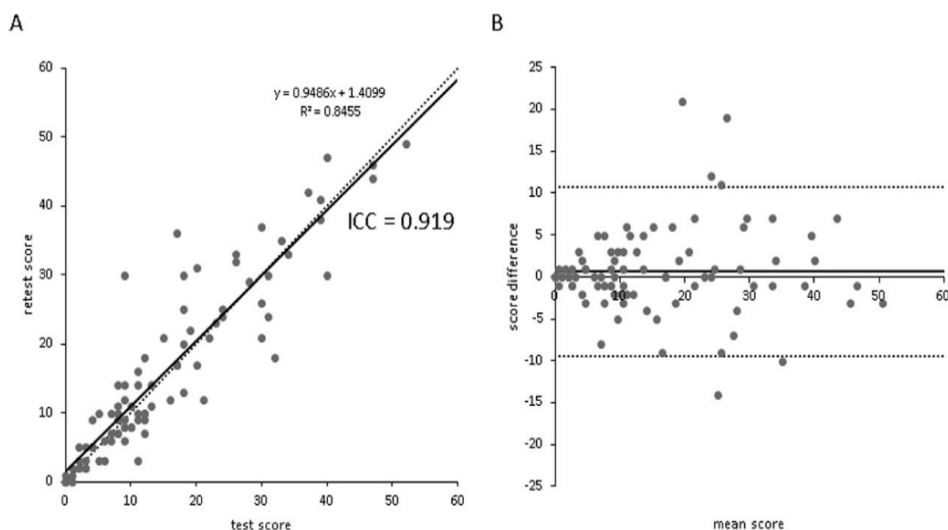 A
B
60
50
40
30
20
10
0
retest score
y = 0.9486x + 1.4099
R² = 0.8455
ICC = 0.919
0 10 20 30 40 50 60
test score
25
20
15
10
5
0
-5
-10
-15
-20
-25
score difference
0 10 20 30 40 50 60
mean score